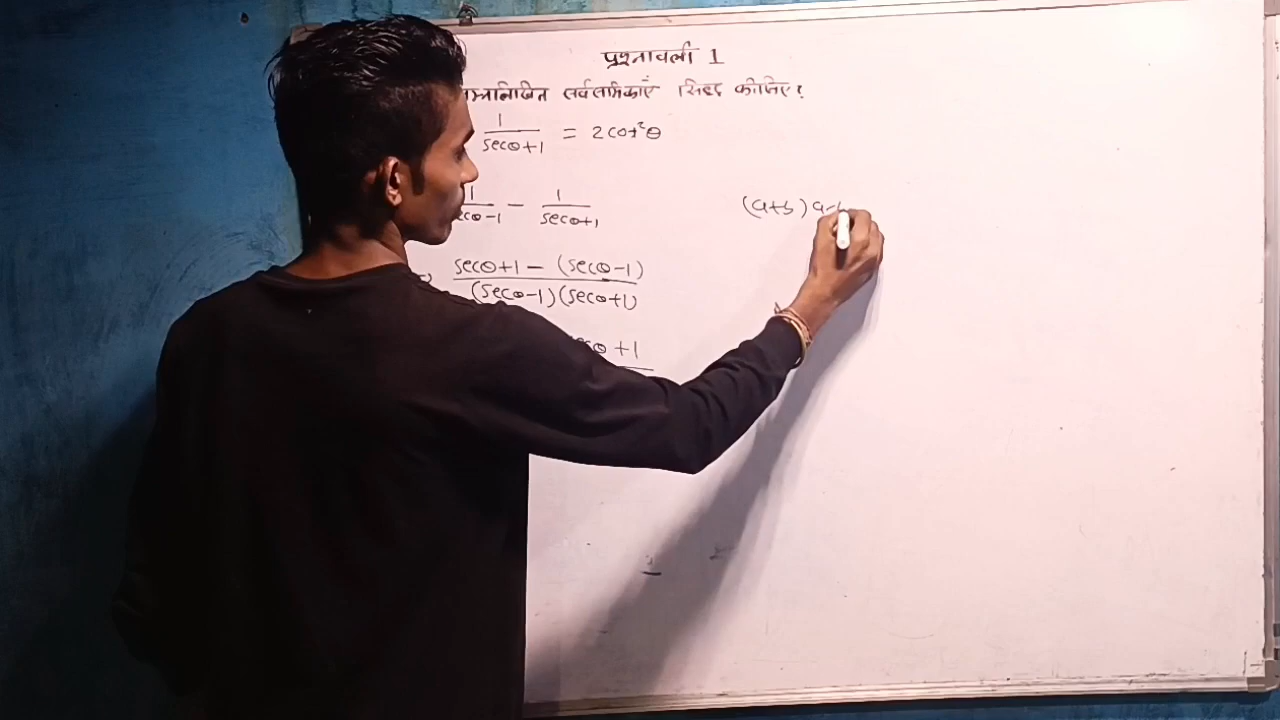 प्रश्नावली 1
सर्वसमिकाएँ सिद्ध कीजिए!
1/(secθ+1) = 2cot²θ
1/(secθ-1) - 1/(secθ+1)
(secθ+1 - (secθ-1))/((secθ-1)(secθ+1))
+1
(a+b)